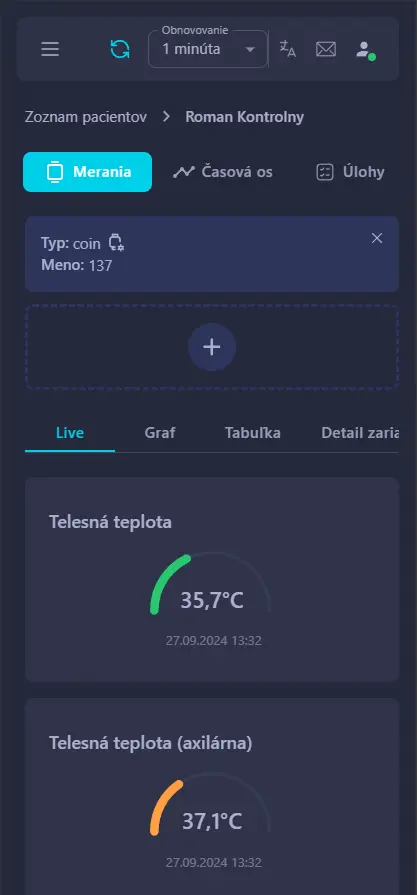 Obnovovanie
1 minúta
Zoznam pacientov > Roman Kontrolny
Merania
Časová os
Úlohy
Typ: coin
Meno: 137
Live
Graf
Tabuľka
Detail zaria
Telesná teplota
35,7°C
27.09.2024 13:32
Telesná teplota (axilárna)
37,1°C
27.09.2024 13:32